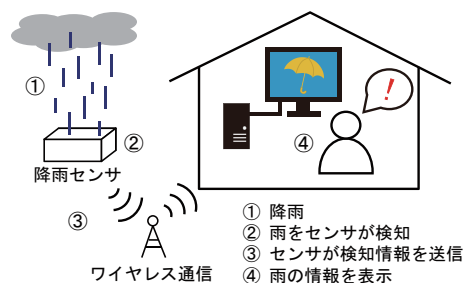 ①
②
降雨センサ
③
ワイヤレス通信
!
④
① 降雨
② 雨をセンサが検知
③ センサが検知情報を送信
④ 雨の情報を表示